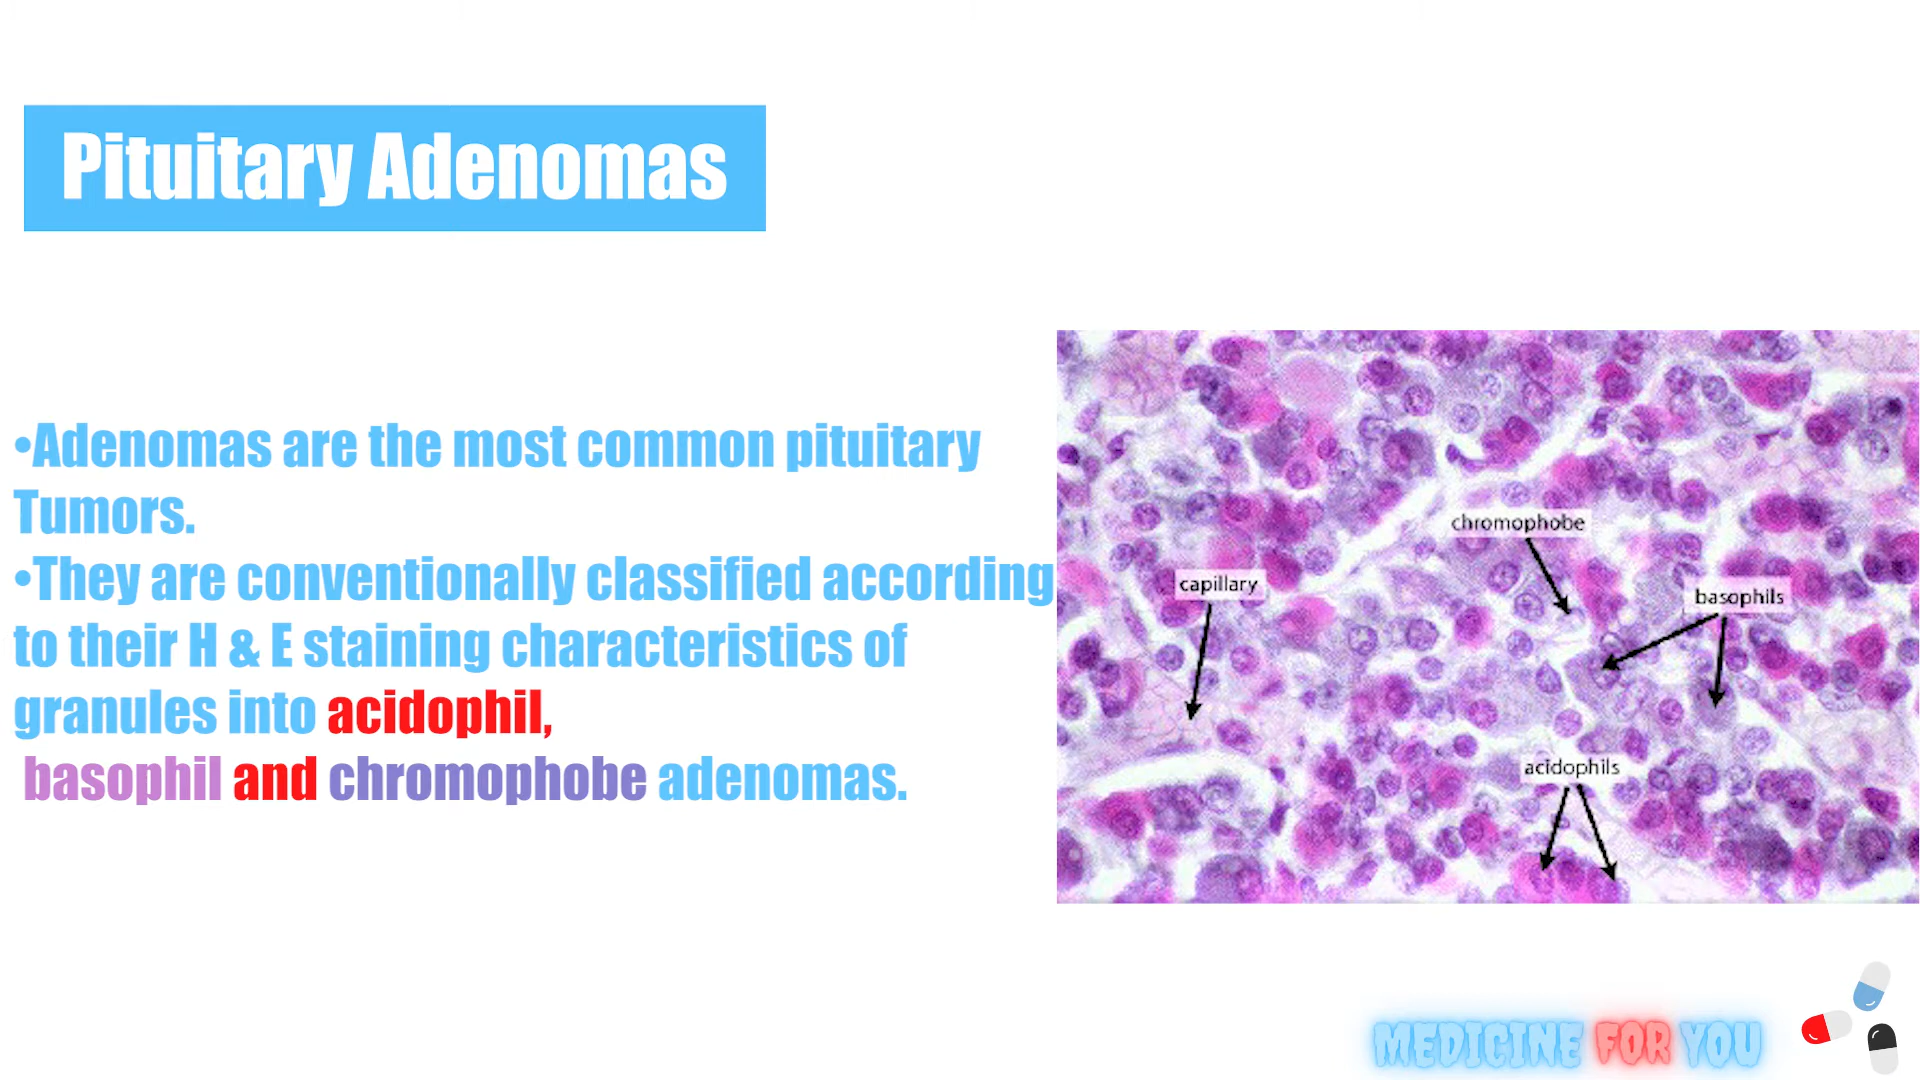 Pituitary Adenomas
•Adenomas are the most common pituitary
Tumors.
•They are conventionally classified according
to their H & E staining characteristics of
granules into acidophil,
basophil and chromophobe adenomas.
chromophobe
capillary
basophils
acidophils
MEDICINE FOR YOU